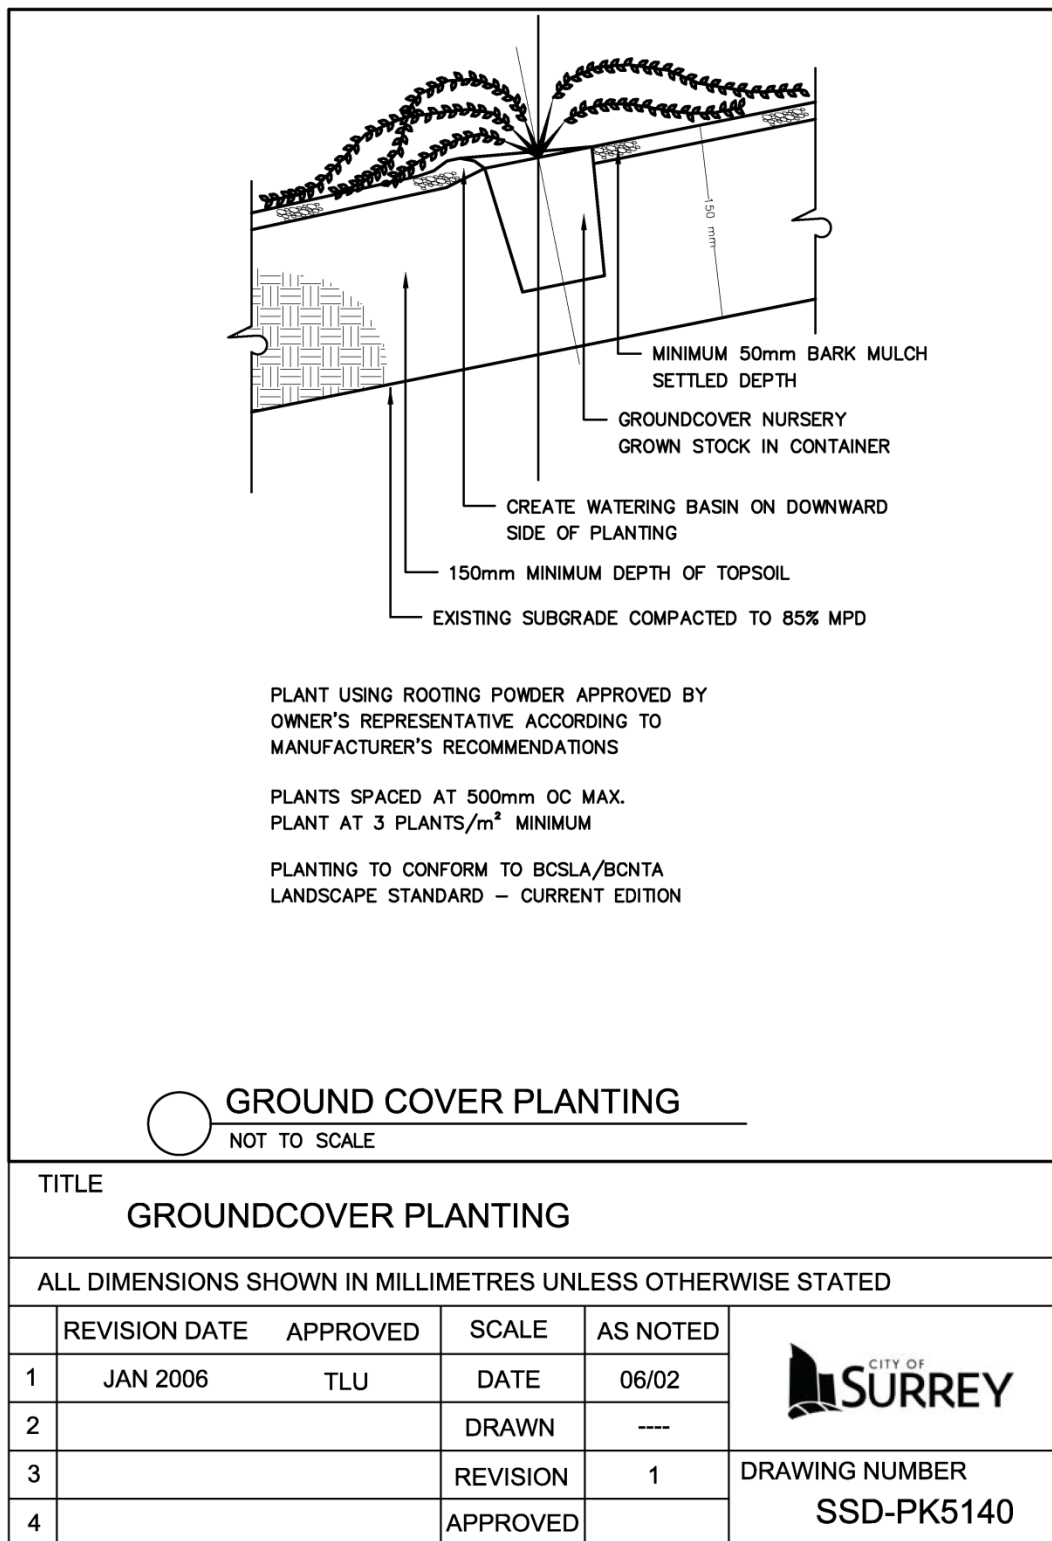 150 mm
MINIMUM 50mm BARK MULCH
SETTLED DEPTH
GROUNDCOVER NURSERY
GROWN STOCK IN CONTAINER
CREATE WATERING BASIN ON DOWNWARD
SIDE OF PLANTING
150mm MINIMUM DEPTH OF TOPSOIL
EXISTING SUBGRADE COMPACTED TO 85% MPD
PLANT USING ROOTING POWDER APPROVED BY
OWNER'S REPRESENTATIVE ACCORDING TO
MANUFACTURER'S RECOMMENDATIONS
PLANTS SPACED AT 500mm OC MAX.
PLANT AT 3 PLANTS/m² MINIMUM
PLANTING TO CONFORM TO BCSLA/BCNTA
LANDSCAPE STANDARD – CURRENT EDITION
GROUND COVER PLANTING
NOT TO SCALE
TITLE
GROUNDCOVER PLANTING
ALL DIMENSIONS SHOWN IN MILLIMETRES UNLESS OTHERWISE STATED
REVISION DATE APPROVED SCALE AS NOTED
1 JAN 2006 TLU DATE 06/02
2 DRAWN ----
3 REVISION 1
4 APPROVED
CITY OF
SURREY
DRAWING NUMBER
SSD-PK5140